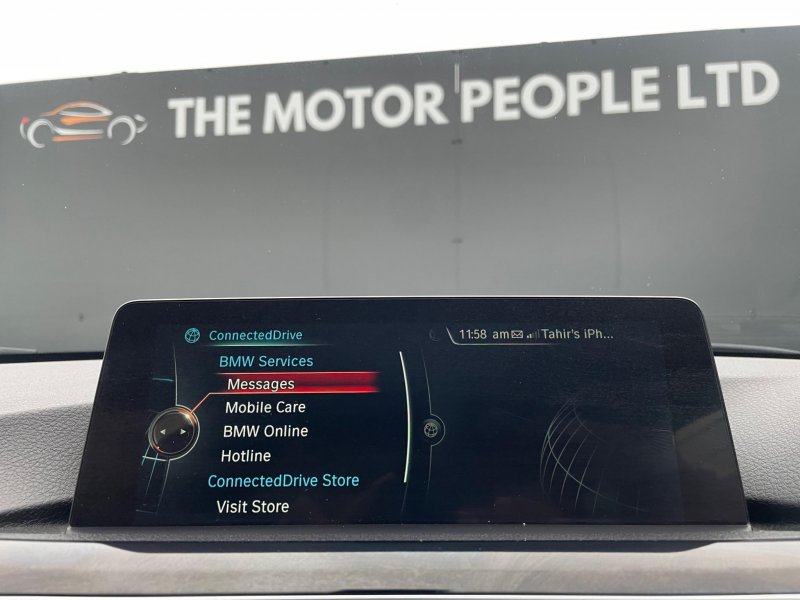 THE MOTOR PEOPLE LTD
ConnectedDrive
11:58 am Tahir's iPh...
BMW Services
Messages
Mobile Care
BMW Online
Hotline
ConnectedDrive Store
Visit Store